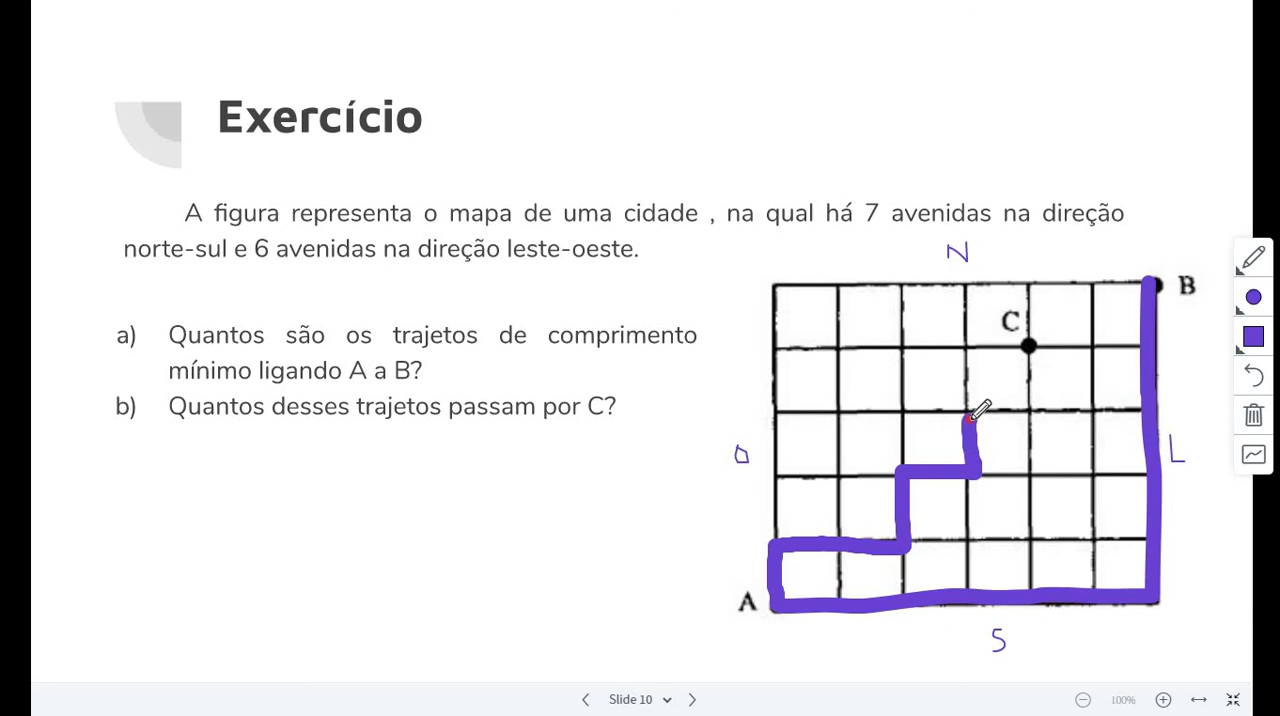 Exercício
A figura representa o mapa de uma cidade , na qual há 7 avenidas na direção
norte-sul e 6 avenidas na direção leste-oeste.
N
B
C
a) Quantos são os trajetos de comprimento
mínimo ligando A a B?
b) Quantos desses trajetos passam por C?
O
L
A
S
Slide 10
100%